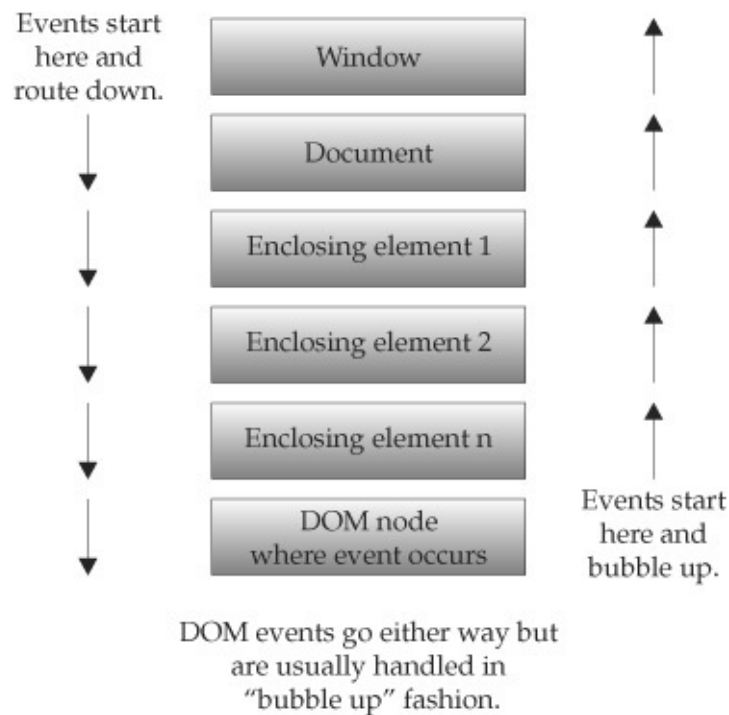 Events start
here and
route down.
Window
Document
Enclosing element 1
Enclosing element 2
Enclosing element n
DOM node
where event occurs
Events start
here and
bubble up.
DOM events go either way but
are usually handled in
“bubble up” fashion.